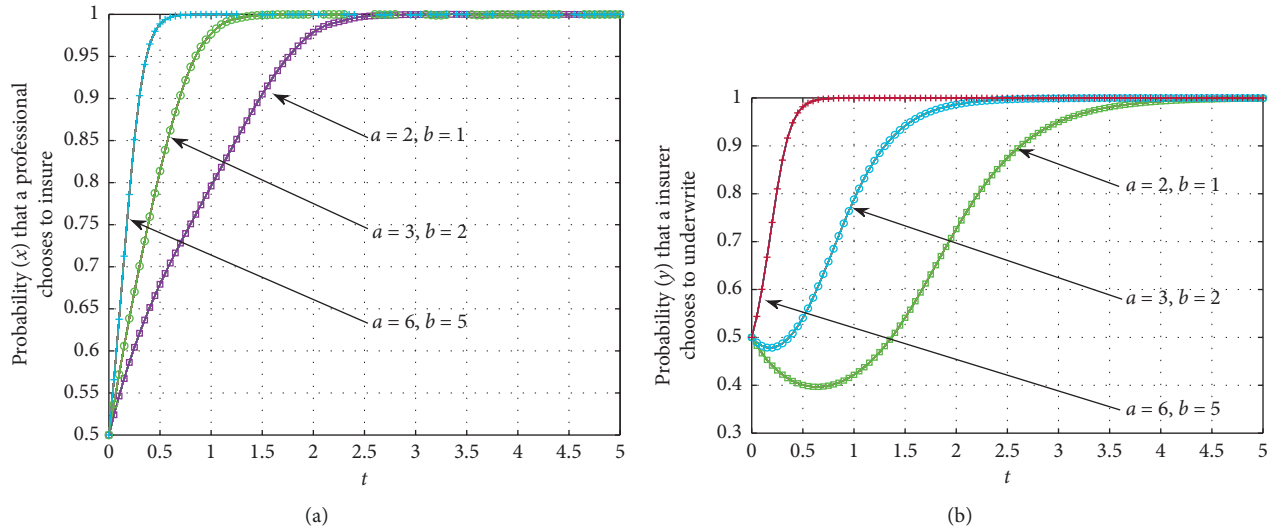 Probability (x) that a professional
chooses to insure
1
0.95
0.9
0.85
0.8
0.75
0.7
0.65
0.6
0.55
0.5
a = 2, b = 1
a = 3, b = 2
a = 6, b = 5
0 0.5 1 1.5 2 2.5 3 3.5 4 4.5 5
t
(a)
Probability (y) that a insurer
chooses to underwrite
1
0.9
0.8
0.7
0.6
0.5
0.4
0.3
a = 2, b = 1
a = 3, b = 2
a = 6, b = 5
0 0.5 1 1.5 2 2.5 3 3.5 4 4.5 5
t
(b)